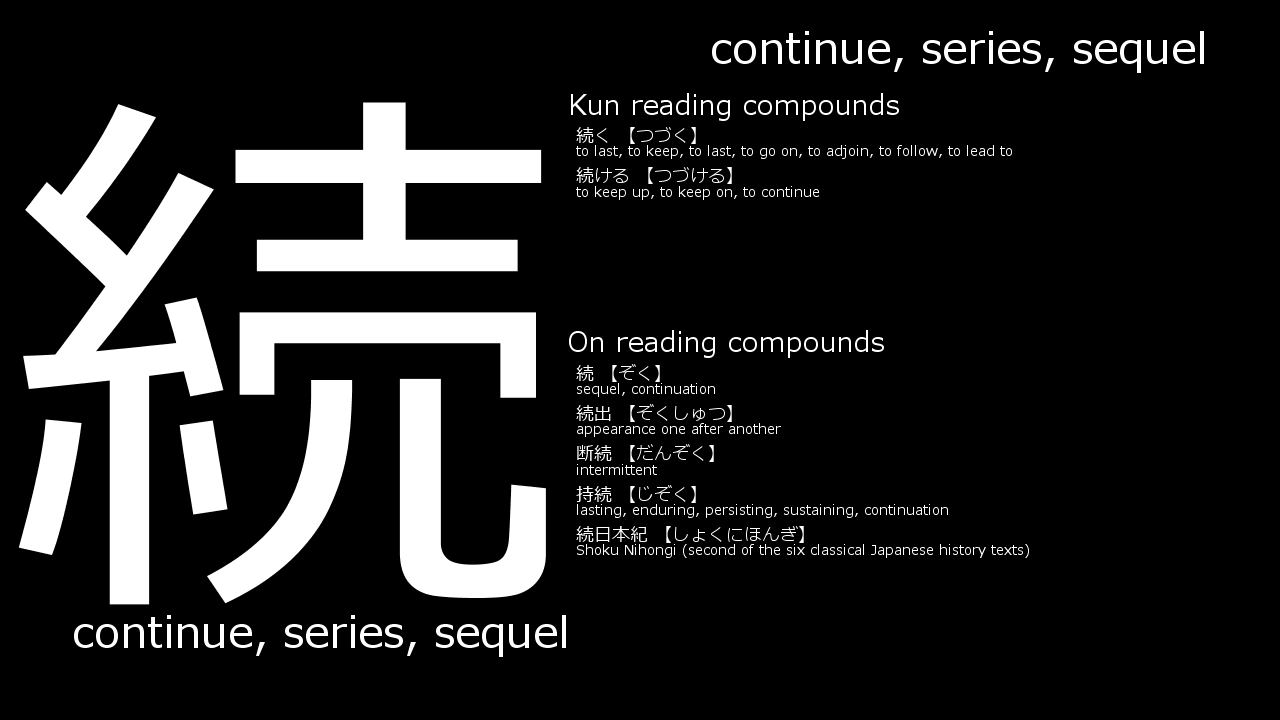 continue, series, sequel
続
Kun reading compounds
続く 【つづく】
to last, to keep, to last, to go on, to adjoin, to follow, to lead to
続ける 【つづける】
to keep up, to keep on, to continue
On reading compounds
続 【ぞく】
sequel, continuation
続出 【ぞくしゅつ】
appearance one after another
断続 【だんぞく】
intermittent
持続 【じぞく】
lasting, enduring, persisting, sustaining, continuation
続日本紀 【しょくにほんぎ】
Shoku Nihongi (second of the six classical Japanese history texts)
continue, series, sequel